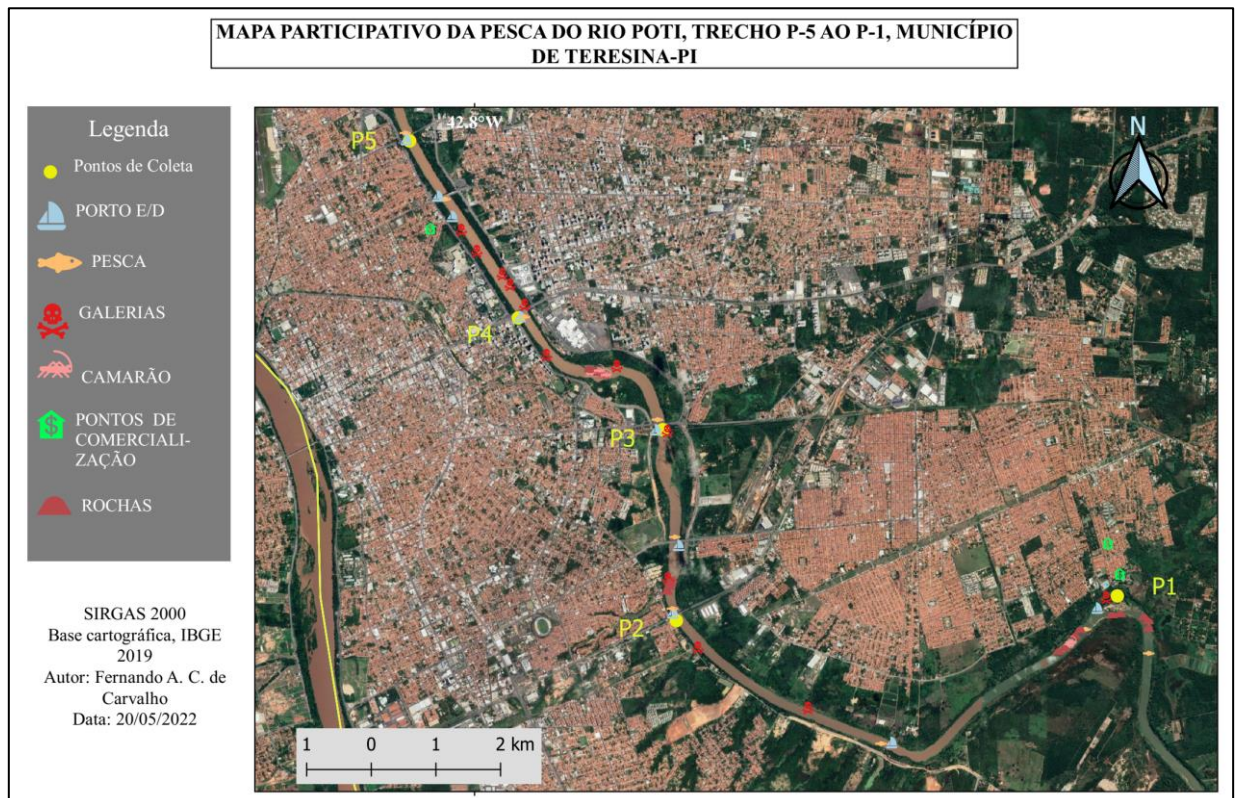 MAPA PARTICIPATIVO DA PESCA DO RIO POTI, TRECHO P-5 AO P-1, MUNICÍPIO
DE TERESINA-PI
Legenda
Pontos de Coleta
PORTO E/D
PESCA
GALERIAS
CAMARÃO
PONTOS DE
COMERCIALI-
ZAÇÃO
ROCHAS
SIRGAS 2000
Base cartográfica, IBGE
2019
Autor: Fernando A. C. de
Carvalho
Data: 20/05/2022
42.8°W
N
P5
P4
P3
P2
P1
1 0 1 2 km